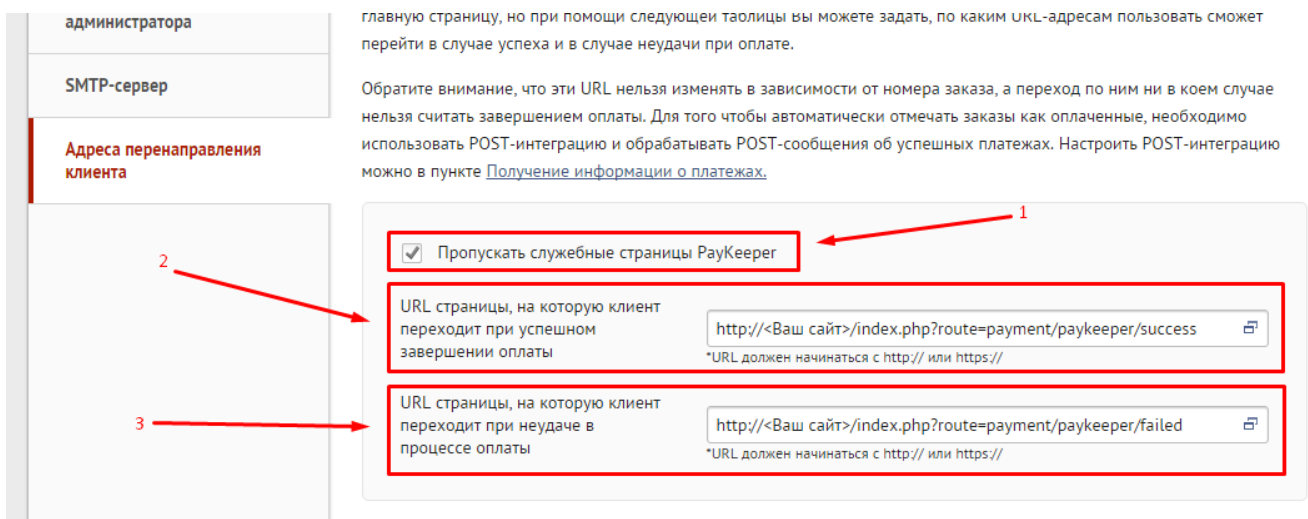 администратора
SMTP-сервер
Адреса перенаправления
клиента
главную страницу, но при помощи следующей таблицы Вы можете задать, по каким URL-адресам пользовать сможет
перейти в случае успеха и в случае неудачи при оплате.
Обратите внимание, что эти URL нельзя изменять в зависимости от номера заказа, а переход по ним ни в коем случае
нельзя считать завершением оплаты. Для того чтобы автоматически отмечать заказы как оплаченные, необходимо
использовать POST-интеграцию и обрабатывать POST-сообщения об успешных платежах. Настроить POST-интеграцию
можно в пункте Получение информации о платежах.
1
Пропускать служебные страницы PayKeeper
2
URL страницы, на которую клиент
переходит при успешном
завершении оплаты
http://<Ваш сайт>/index.php?route=payment/paykeeper/success
*URL должен начинаться с http:// или https://
3
URL страницы, на которую клиент
переходит при неудаче в
процессе оплаты
http://<Ваш сайт>/index.php?route=payment/paykeeper/failed
*URL должен начинаться с http:// или https://